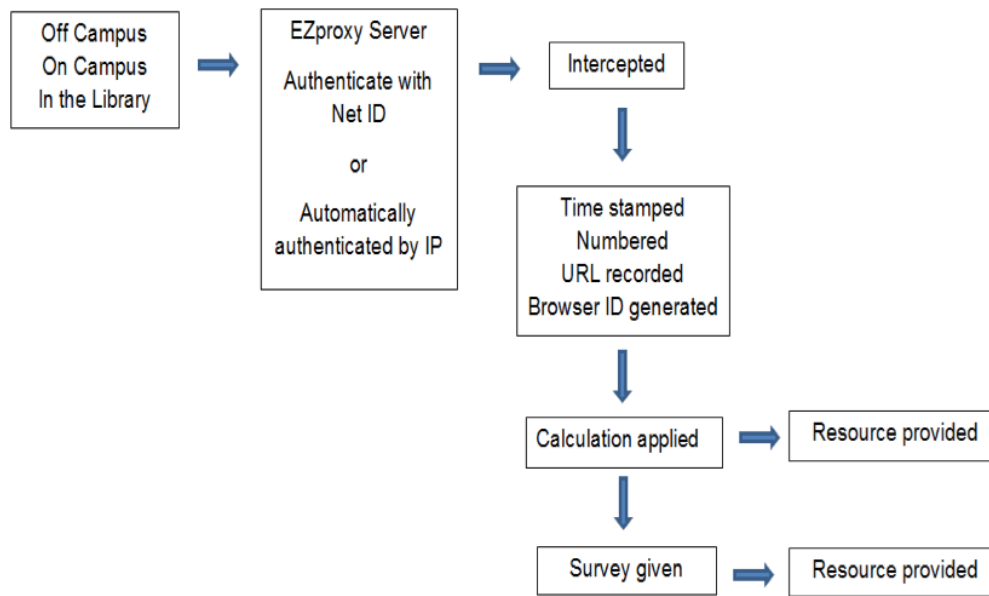 Off Campus
On Campus
In the Library
EZproxy Server
Authenticate with
Net ID
or
Automatically
authenticated by IP
Intercepted
Time stamped
Numbered
URL recorded
Browser ID generated
Calculation applied
Resource provided
Survey given
Resource provided